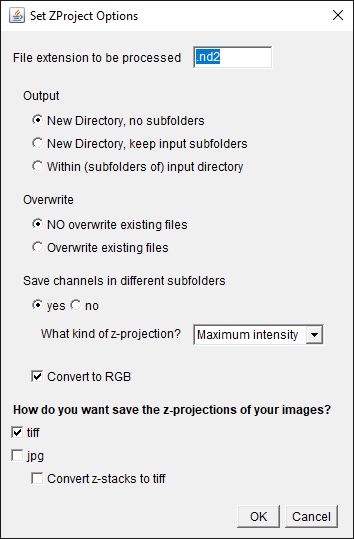 Set ZProject Options
File extension to be processed .nd2
Output
New Directory, no subfolders
New Directory, keep input subfolders
Within (subfolders of) input directory
Overwrite
NO overwrite existing files
Overwrite existing files
Save channels in different subfolders
yes no
What kind of z-projection? Maximum intensity
Convert to RGB
How do you want save the z-projections of your images?
tiff
jpg
Convert z-stacks to tiff
OK Cancel